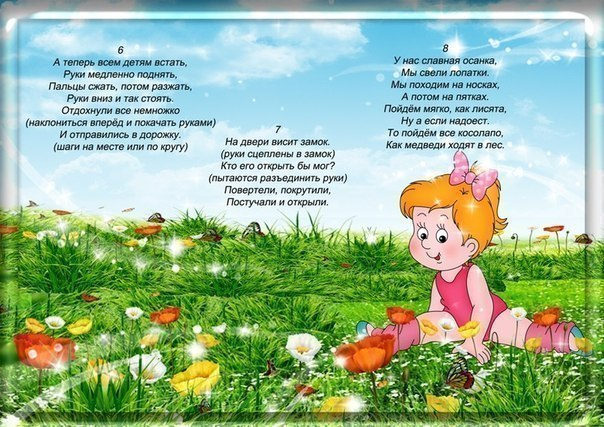 6
А теперь всем детям встать,
Руки медленно поднять,
Пальцы сжать, потом разжать,
Руки вниз и так стоять.
Отдохнули все немножко
(наклониться вперёд и покачать руками)
И отправились в дорожку.
(шаги на месте или по кругу)
7
На двери висит замок.
(руки сцеплены в замок)
Кто его открыть бы мог?
(пытаются разъединить руки)
Повертели, покрутили,
Постучали и открыли.
8
У нас славная осанка,
Мы свели лопатки.
Мы походим на носках,
А потом на пятках.
Пойдём мягко, как лисята,
Ну а если надоест.
То пойдём все косолапо,
Как медведи ходят в лес.